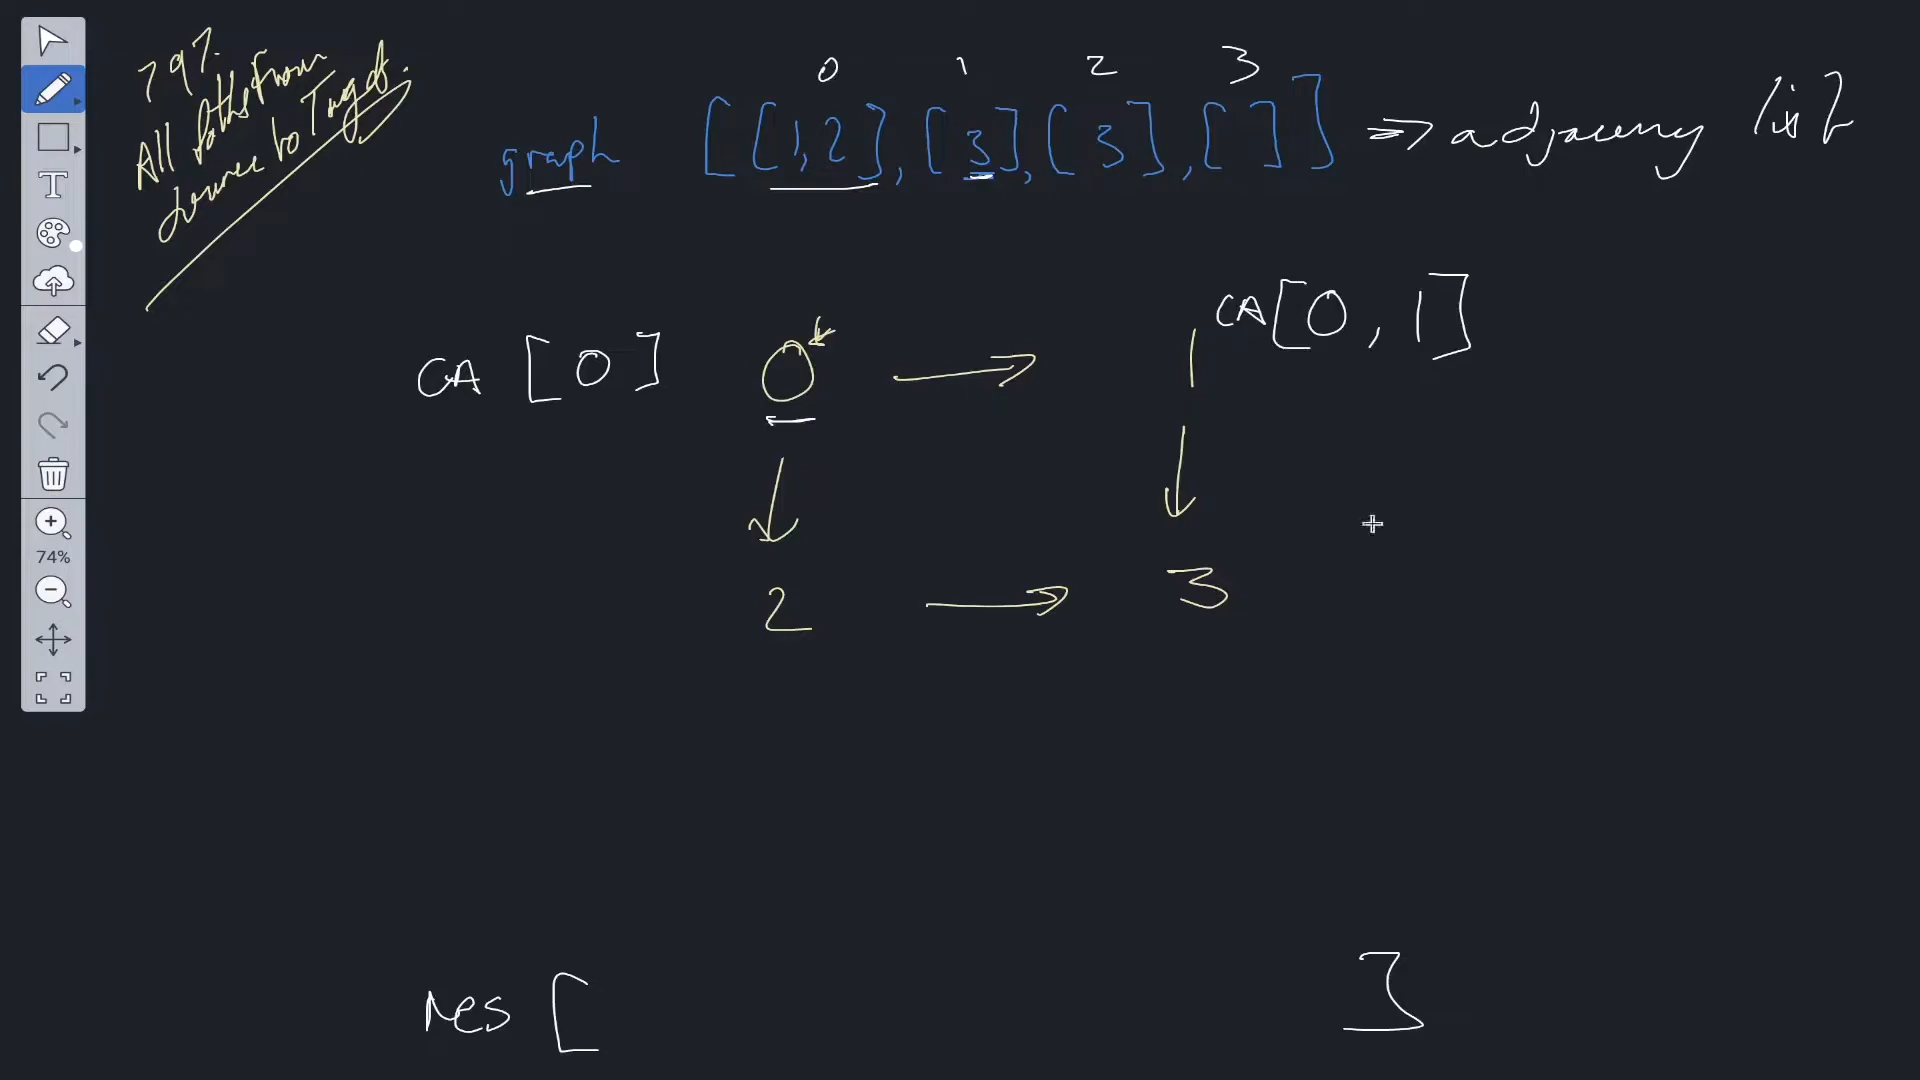 797.
All Paths From
Source to Target.
0 1 2 3
graph [[1,2],[3],[3],[ ]] => adjacency list
CA [0] 0 → 1 CA[0, 1]
2 → 3
res [ ]
74%
T